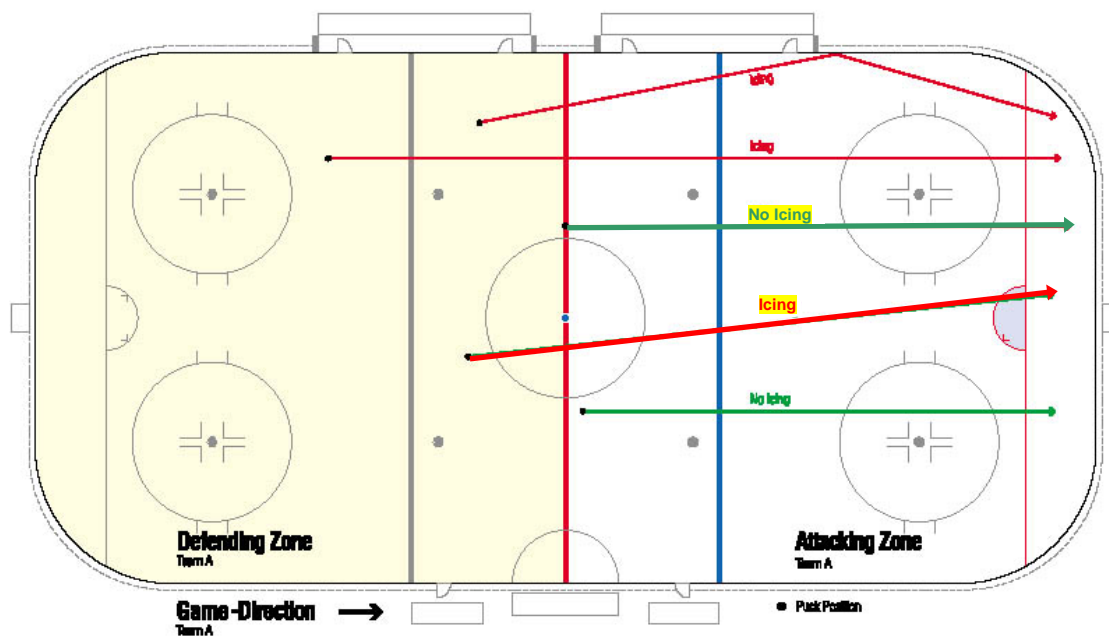 Icing
Icing
No Icing
Icing
No Icing
Defending Zone
Team A
Attacking Zone
Team A
Game-Direction
Team A
Puck Position